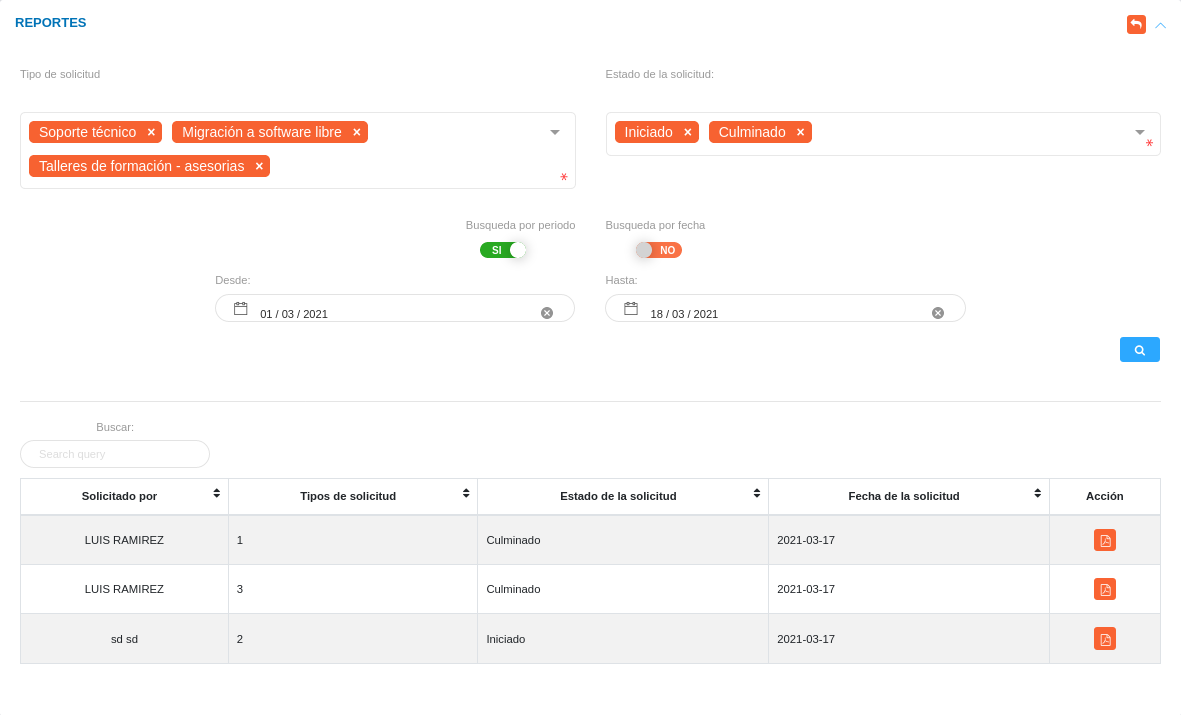 REPORTES
Tipo de solicitud
Estado de la solicitud:
Soporte técnico × Migración a software libre ×
Talleres de formación - asesorias ×
*
Iniciado × Culminado ×
*
Busqueda por periodo
Busqueda por fecha
SI
NO
Desde:
Hasta:
01 / 03 / 2021
18 / 03 / 2021
Buscar:
Search query
Solicitado por Tipos de solicitud Estado de la solicitud Fecha de la solicitud Acción
LUIS RAMIREZ 1 Culminado 2021-03-17
LUIS RAMIREZ 3 Culminado 2021-03-17
sd sd 2 Iniciado 2021-03-17